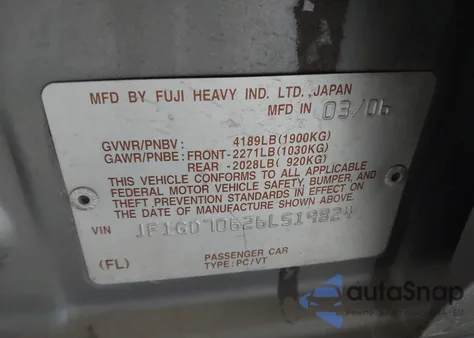 MFD BY FUJI HEAVY IND. LTD., JAPAN
MFD IN 03/06
GVWR/PNBV: 4189LB(1900KG)
GAWR/PNBE: FRONT-2271LB(1030KG)
REAR -2028LB( 920KG)
THIS VEHICLE CONFORMS TO ALL APPLICABLE
FEDERAL MOTOR VEHICLE SAFETY, BUMPER, AND
THEFT PREVENTION STANDARDS IN EFFECT ON
THE DATE OF MANUFACTURE SHOWN ABOVE.
VIN JF1GD70626L519824
(FL) PASSENGER CAR
TYPE: PC/VT
autoSnap